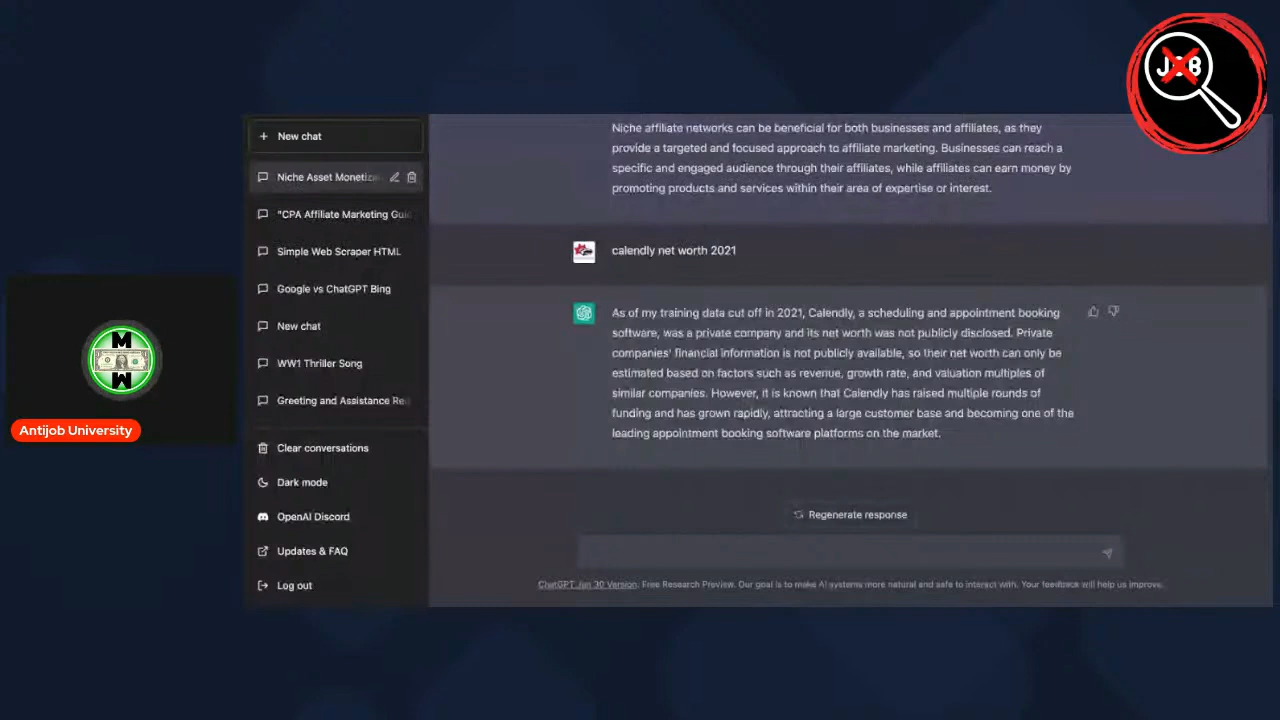 JOB
New chat
Niche Asset Monetiza
"CPA Affiliate Marketing Gui
Simple Web Scraper HTML
Google vs ChatGPT Bing
New chat
WW1 Thriller Song
Greeting and Assistance Re
Clear conversations
Dark mode
OpenAI Discord
Updates & FAQ
Log out
Niche affiliate networks can be beneficial for both businesses and affiliates, as they
provide a targeted and focused approach to affiliate marketing. Businesses can reach a
specific and engaged audience through their affiliates, while affiliates can earn money by
promoting products and services within their area of expertise or interest.
calendly net worth 2021
As of my training data cut off in 2021, Calendly, a scheduling and appointment booking
software, was a private company and its net worth was not publicly disclosed. Private
companies' financial information is not publicly available, so their net worth can only be
estimated based on factors such as revenue, growth rate, and valuation multiples of
similar companies. However, it is known that Calendly has raised multiple rounds of
funding and has grown rapidly, attracting a large customer base and becoming one of the
leading appointment booking software platforms on the market.
Regenerate response
ChatGPT Jan 30 Version. Free Research Preview. Our goal is to make AI systems more natural and safe to interact with. Your feedback will help us improve.
M
W
Antijob University